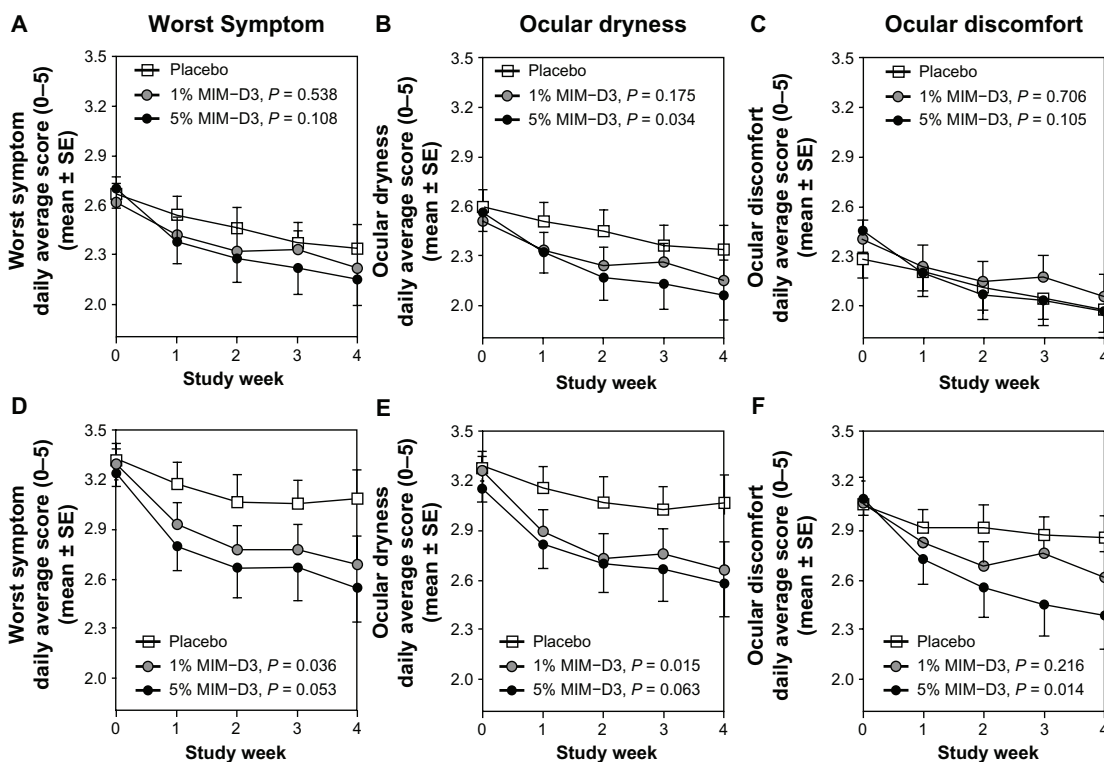 A
Worst Symptom
Worst symptom
daily average score (0–5)
(mean ± SE)
3.5
3.2
2.9
2.6
2.3
2.0
Placebo
1% MIM–D3, P = 0.538
5% MIM–D3, P = 0.108
0 1 2 3 4
Study week
B
Ocular dryness
Ocular dryness
daily average score (0–5)
(mean ± SE)
3.5
3.2
2.9
2.6
2.3
2.0
Placebo
1% MIM–D3, P = 0.175
5% MIM–D3, P = 0.034
0 1 2 3 4
Study week
C
Ocular discomfort
Ocular discomfort
daily average score (0–5)
(mean ± SE)
3.5
3.2
2.9
2.6
2.3
2.0
Placebo
1% MIM–D3, P = 0.706
5% MIM–D3, P = 0.105
0 1 2 3 4
Study week
D
Worst symptom
daily average score (0–5)
(mean ± SE)
3.5
3.2
2.9
2.6
2.3
2.0
Placebo
1% MIM–D3, P = 0.036
5% MIM–D3, P = 0.053
0 1 2 3 4
Study week
E
Ocular dryness
daily average score (0–5)
(mean ± SE)
3.5
3.2
2.9
2.6
2.3
2.0
Placebo
1% MIM–D3, P = 0.015
5% MIM–D3, P = 0.063
0 1 2 3 4
Study week
F
Ocular discomfort
daily average score (0–5)
(mean ± SE)
3.5
3.2
2.9
2.6
2.3
2.0
Placebo
1% MIM–D3, P = 0.216
5% MIM–D3, P = 0.014
0 1 2 3 4
Study week